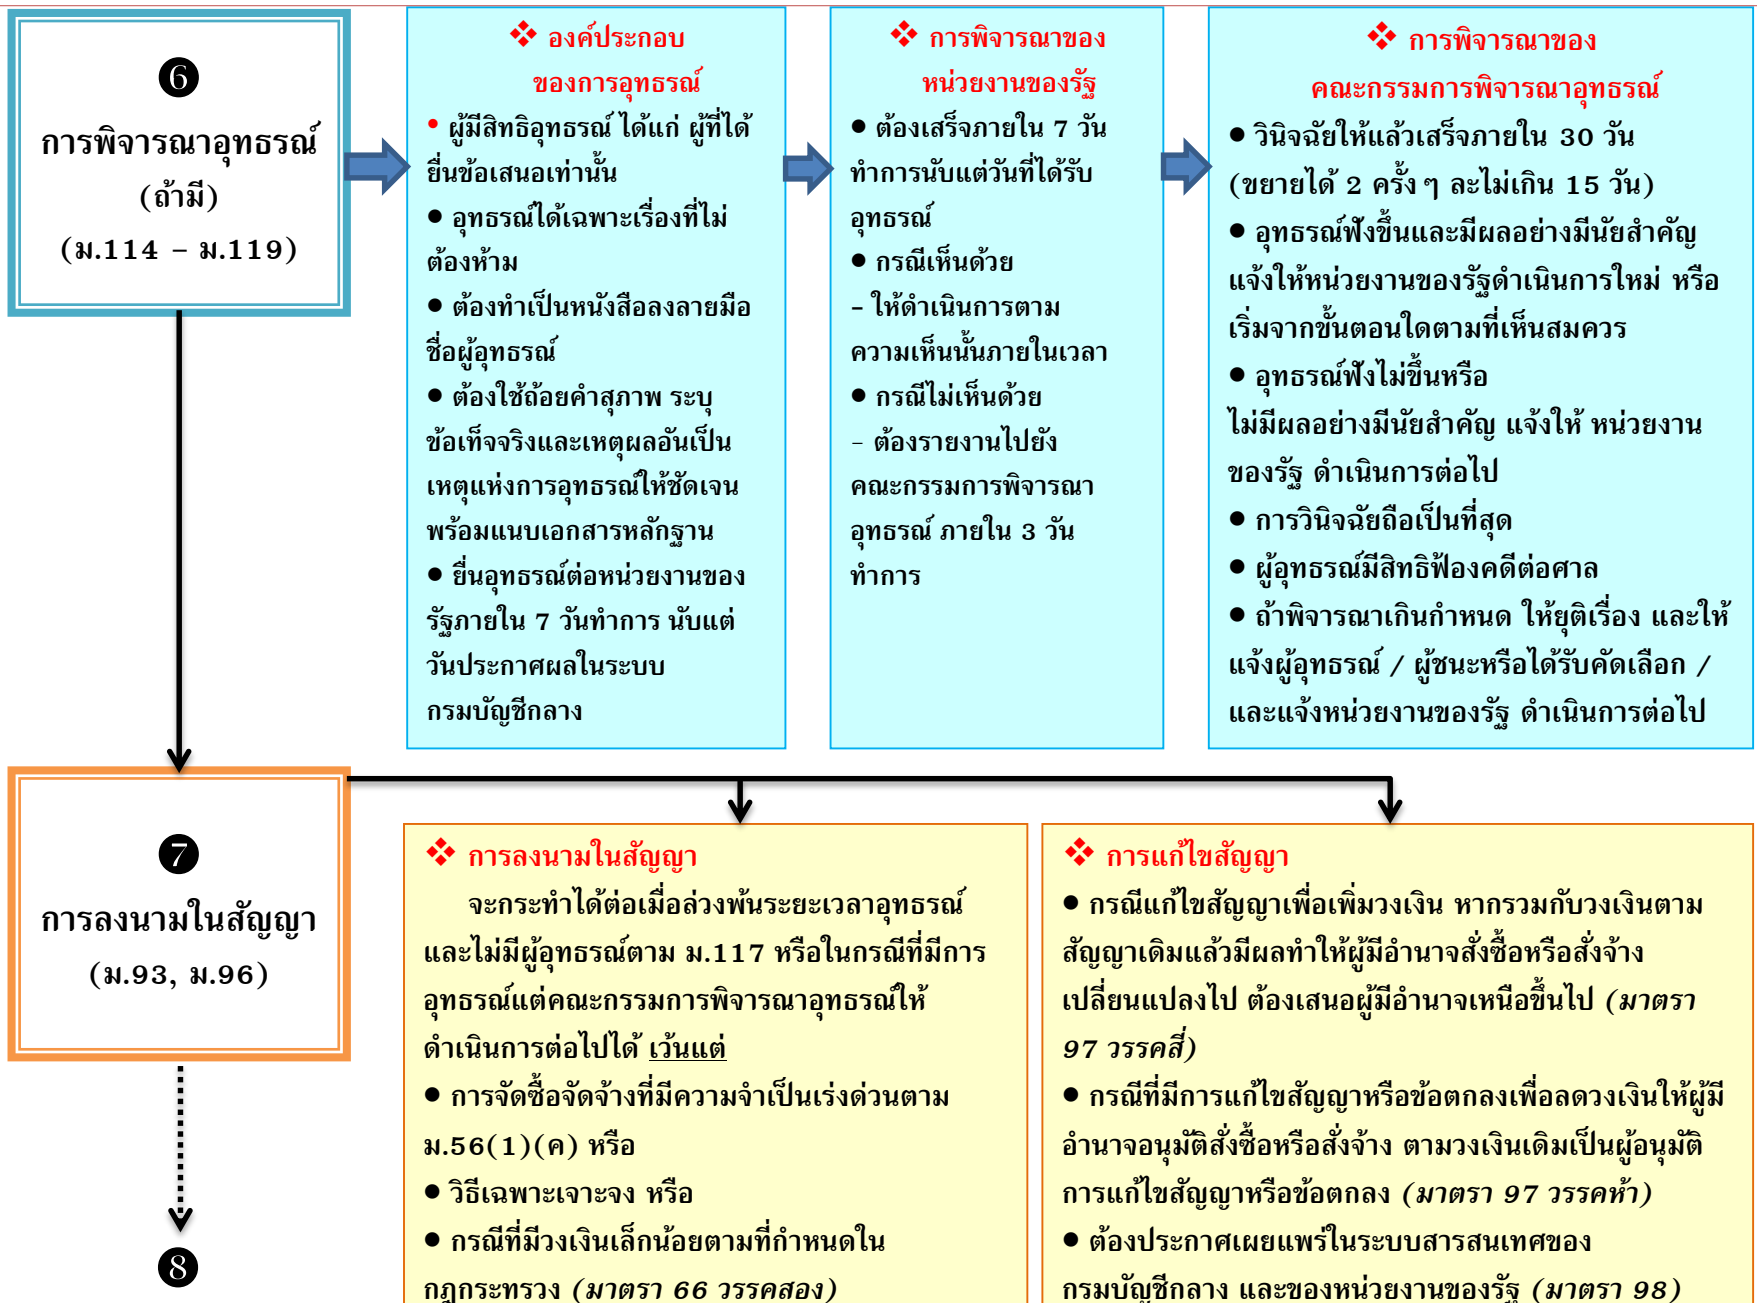 ❻
การพิจารณาอุทธรณ์
(ถ้ามี)
(ม.114 – ม.119)
❖ องค์ประกอบ
ของการอุทธรณ์
• ผู้มีสิทธิอุทธรณ์ ได้แก่ ผู้ที่ได้
ยื่นข้อเสนอเท่านั้น
● อุทธรณ์ได้เฉพาะเรื่องที่ไม่
ต้องห้าม
● ต้องทำเป็นหนังสือลงลายมือ
ชื่อผู้อุทธรณ์
● ต้องใช้ถ้อยคำสุภาพ ระบุ
ข้อเท็จจริงและเหตุผลอันเป็น
เหตุแห่งการอุทธรณ์ให้ชัดเจน
พร้อมแนบเอกสารหลักฐาน
● ยื่นอุทธรณ์ต่อหน่วยงานของ
รัฐภายใน 7 วันทำการ นับแต่
วันประกาศผลในระบบ
กรมบัญชีกลาง
❖ การพิจารณาของ
หน่วยงานของรัฐ
● ต้องเสร็จภายใน 7 วัน
ทำการนับแต่วันที่ได้รับ
อุทธรณ์
● กรณีเห็นด้วย
– ให้ดำเนินการตาม
ความเห็นนั้นภายในเวลา
● กรณีไม่เห็นด้วย
– ต้องรายงานไปยัง
คณะกรรมการพิจารณา
อุทธรณ์ ภายใน 3 วัน
ทำการ
❖ การพิจารณาของ
คณะกรรมการพิจารณาอุทธรณ์
● วินิจฉัยให้แล้วเสร็จภายใน 30 วัน
(ขยายได้ 2 ครั้ง ๆ ละไม่เกิน 15 วัน)
● อุทธรณ์ฟังขึ้นและมีผลอย่างมีนัยสำคัญ
แจ้งให้หน่วยงานของรัฐดำเนินการใหม่ หรือ
เริ่มจากขั้นตอนใดตามที่เห็นสมควร
● อุทธรณ์ฟังไม่ขึ้นหรือ
ไม่มีผลอย่างมีนัยสำคัญ แจ้งให้ หน่วยงาน
ของรัฐ ดำเนินการต่อไป
● การวินิจฉัยถือเป็นที่สุด
● ผู้อุทธรณ์มีสิทธิฟ้องคดีต่อศาล
● ถ้าพิจารณาเกินกำหนด ให้ยุติเรื่อง และให้
แจ้งผู้อุทธรณ์ / ผู้ชนะหรือได้รับคัดเลือก /
และแจ้งหน่วยงานของรัฐ ดำเนินการต่อไป
❼
การลงนามในสัญญา
(ม.93, ม.96)
❽
❖ การลงนามในสัญญา
จะกระทำได้ต่อเมื่อล่วงพ้นระยะเวลาอุทธรณ์
และไม่มีผู้อุทธรณ์ตาม ม.117 หรือในกรณีที่มีการ
อุทธรณ์แต่คณะกรรมการพิจารณาอุทธรณ์ให้
ดำเนินการต่อไปได้ เว้นแต่
● การจัดซื้อจัดจ้างที่มีความจำเป็นเร่งด่วนตาม
ม.56(1)(ค) หรือ
● วิธีเฉพาะเจาะจง หรือ
● กรณีที่มีวงเงินเล็กน้อยตามที่กำหนดใน
กฎกระทรวง (มาตรา 66 วรรคสอง)
❖ การแก้ไขสัญญา
● กรณีแก้ไขสัญญาเพื่อเพิ่มวงเงิน หากรวมกับวงเงินตาม
สัญญาเดิมแล้วมีผลทำให้ผู้มีอำนาจสั่งซื้อหรือสั่งจ้าง
เปลี่ยนแปลงไป ต้องเสนอผู้มีอำนาจเหนือขึ้นไป (มาตรา
97 วรรคสี่)
● กรณีที่มีการแก้ไขสัญญาหรือข้อตกลงเพื่อลดวงเงินให้ผู้มี
อำนาจอนุมัติสั่งซื้อหรือสั่งจ้าง ตามวงเงินเดิมเป็นผู้อนุมัติ
การแก้ไขสัญญาหรือข้อตกลง (มาตรา 97 วรรคห้า)
● ต้องประกาศเผยแพร่ในระบบสารสนเทศของ
กรมบัญชีกลาง และของหน่วยงานของรัฐ (มาตรา 98)